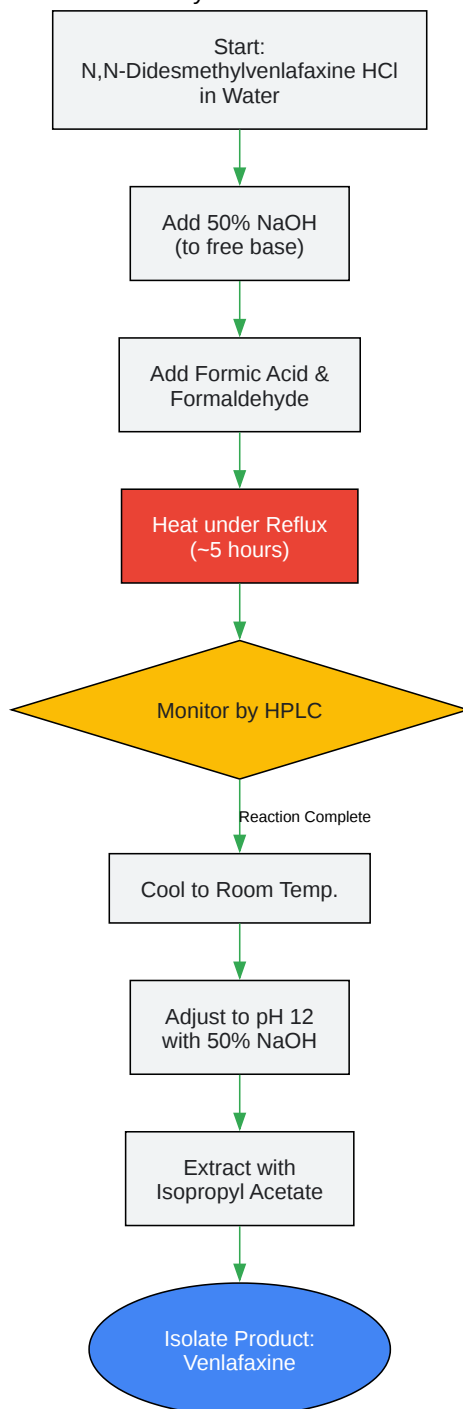 Start:
N,N-Didesmethylvenlafaxine HCl
in Water
Add 50% NaOH
(to free base)
Add Formic Acid &
Formaldehyde
Heat under Reflux
(~5 hours)
Monitor by HPLC
Reaction Complete
Cool to Room Temp.
Adjust to pH 12
with 50% NaOH
Extract with
Isopropyl Acetate
Isolate Product:
Venlafaxine